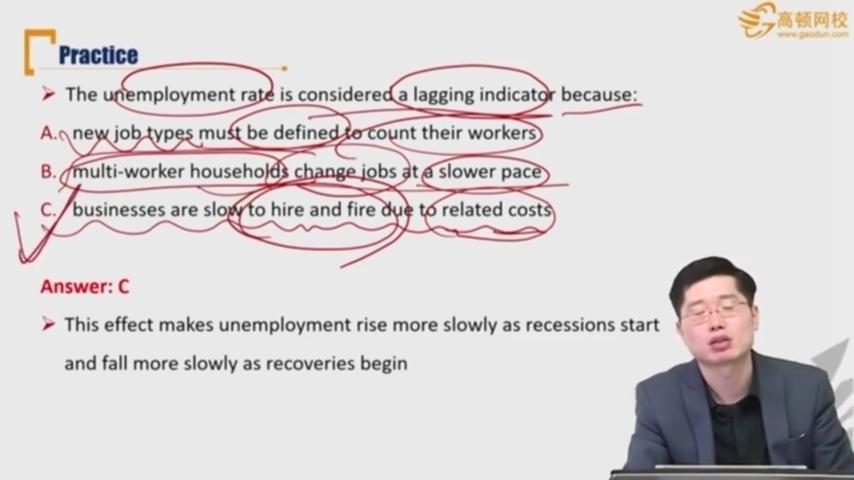 高顿网校
www.gaodun.com
Practice
The unemployment rate is considered a lagging indicator because:
A. new job types must be defined to count their workers
B. multi-worker households change jobs at a slower pace
C. businesses are slow to hire and fire due to related costs
Answer: C
This effect makes unemployment rise more slowly as recessions start
and fall more slowly as recoveries begin